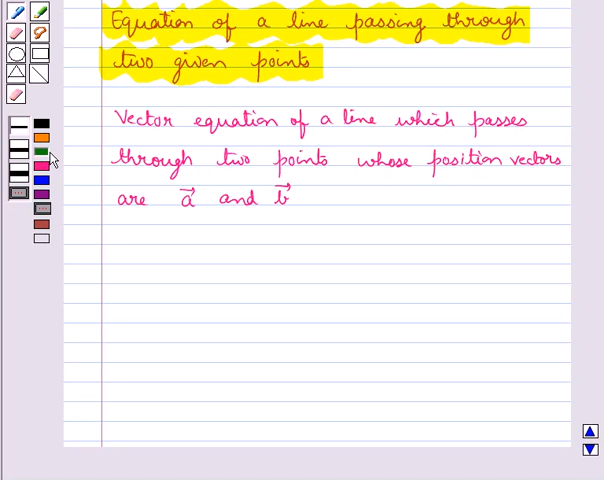 Equation of a line passing through
two given points
Vector equation of a line which passes
through two points whose position vectors
are a⃗ and b⃗